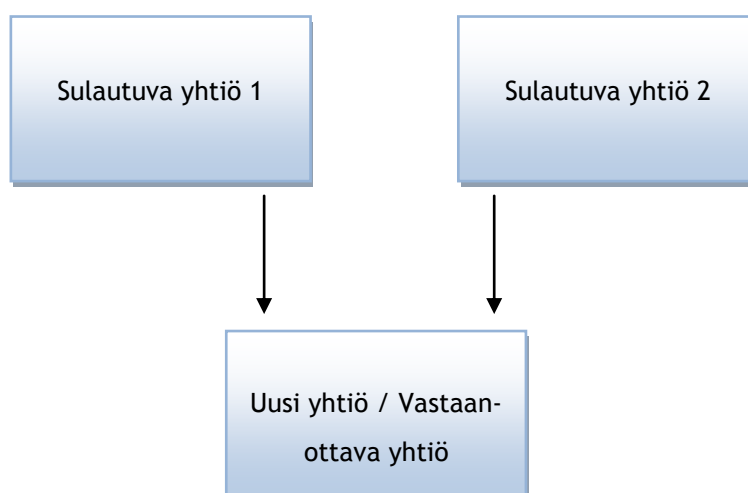 Sulautuva yhtiö 1
Sulautuva yhtiö 2
Uusi yhtiö / Vastaan-
ottava yhtiö